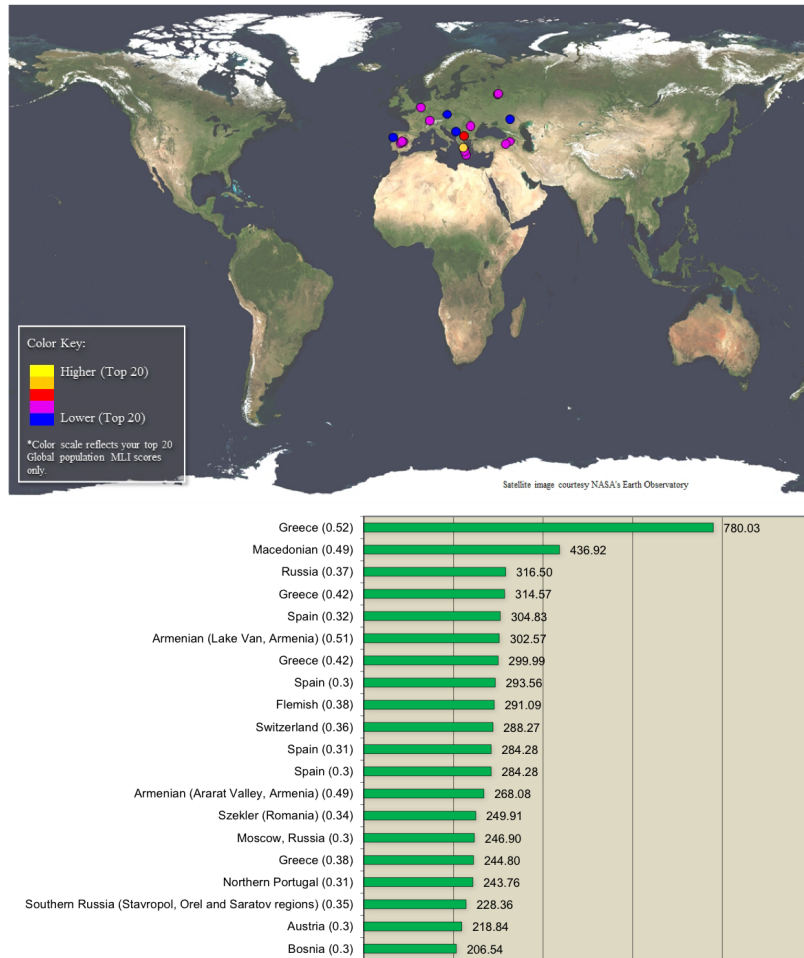 Color Key:
Higher (Top 20)
Lower (Top 20)
*Color scale reflects your top 20
Global population MLI scores
only.
Satellite image courtesy NASA's Earth Observatory
Greece (0.52) 780.03
Macedonian (0.49) 436.92
Russia (0.37) 316.50
Greece (0.42) 314.57
Spain (0.32) 304.83
Armenian (Lake Van, Armenia) (0.51) 302.57
Greece (0.42) 299.99
Spain (0.3) 293.56
Flemish (0.38) 291.09
Switzerland (0.36) 288.27
Spain (0.31) 284.28
Spain (0.3) 284.28
Armenian (Ararat Valley, Armenia) (0.49) 268.08
Szekler (Romania) (0.34) 249.91
Moscow, Russia (0.3) 246.90
Greece (0.38) 244.80
Northern Portugal (0.31) 243.76
Southern Russia (Stavropol, Orel and Saratov regions) (0.35) 228.36
Austria (0.3) 218.84
Bosnia (0.3) 206.54